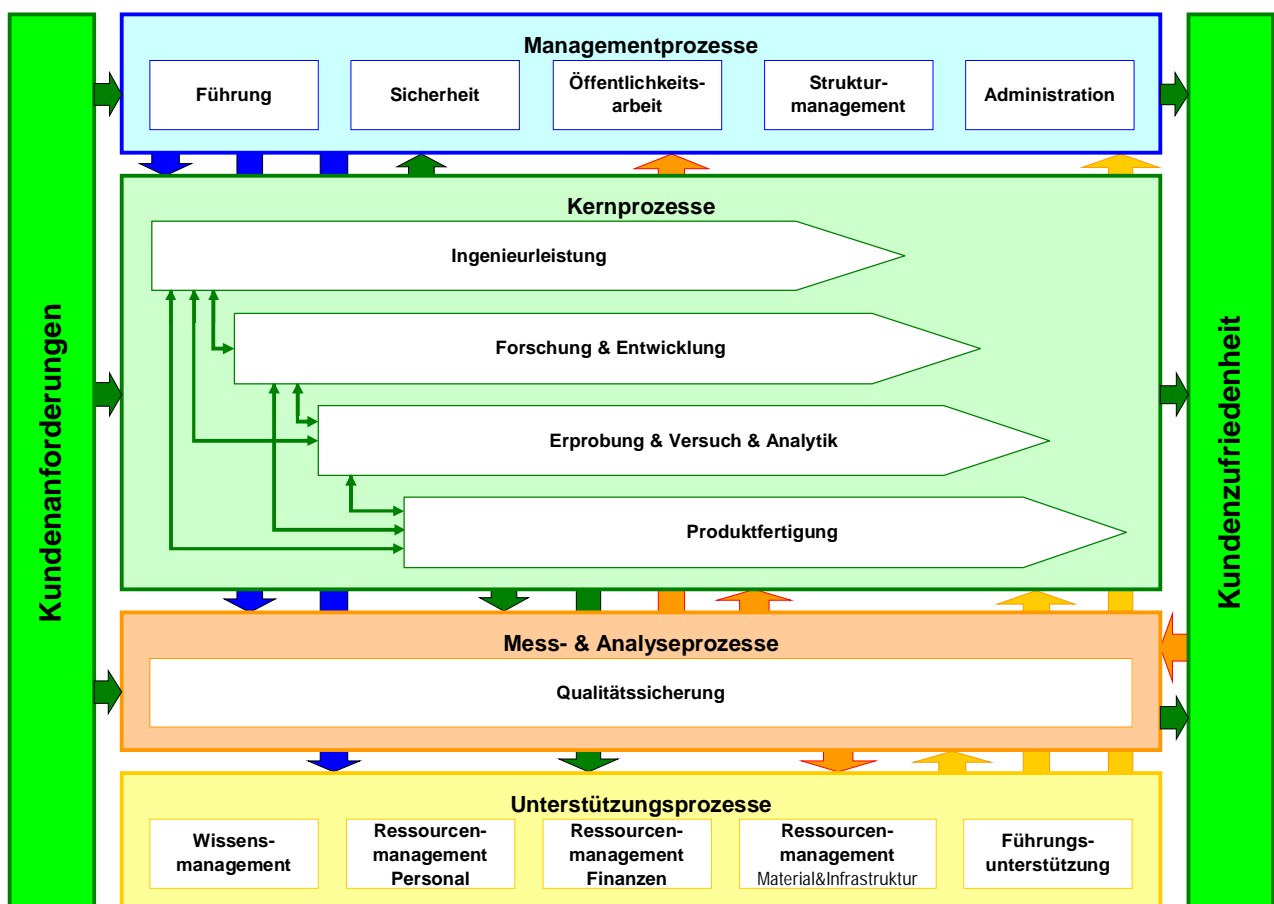 Kundenanforderungen
Managementprozesse
Führung
Sicherheit
Öffentlichkeits-
arbeit
Struktur-
management
Administration
Kernprozesse
Ingenieurleistung
Forschung & Entwicklung
Erprobung & Versuch & Analytik
Produktfertigung
Mess- & Analyseprozesse
Qualitätssicherung
Unterstützungsprozesse
Wissens-
management
Ressourcen-
management
Personal
Ressourcen-
management
Finanzen
Ressourcen-
management
Material&Infrastruktur
Führungs-
unterstützung
Kundenzufriedenheit